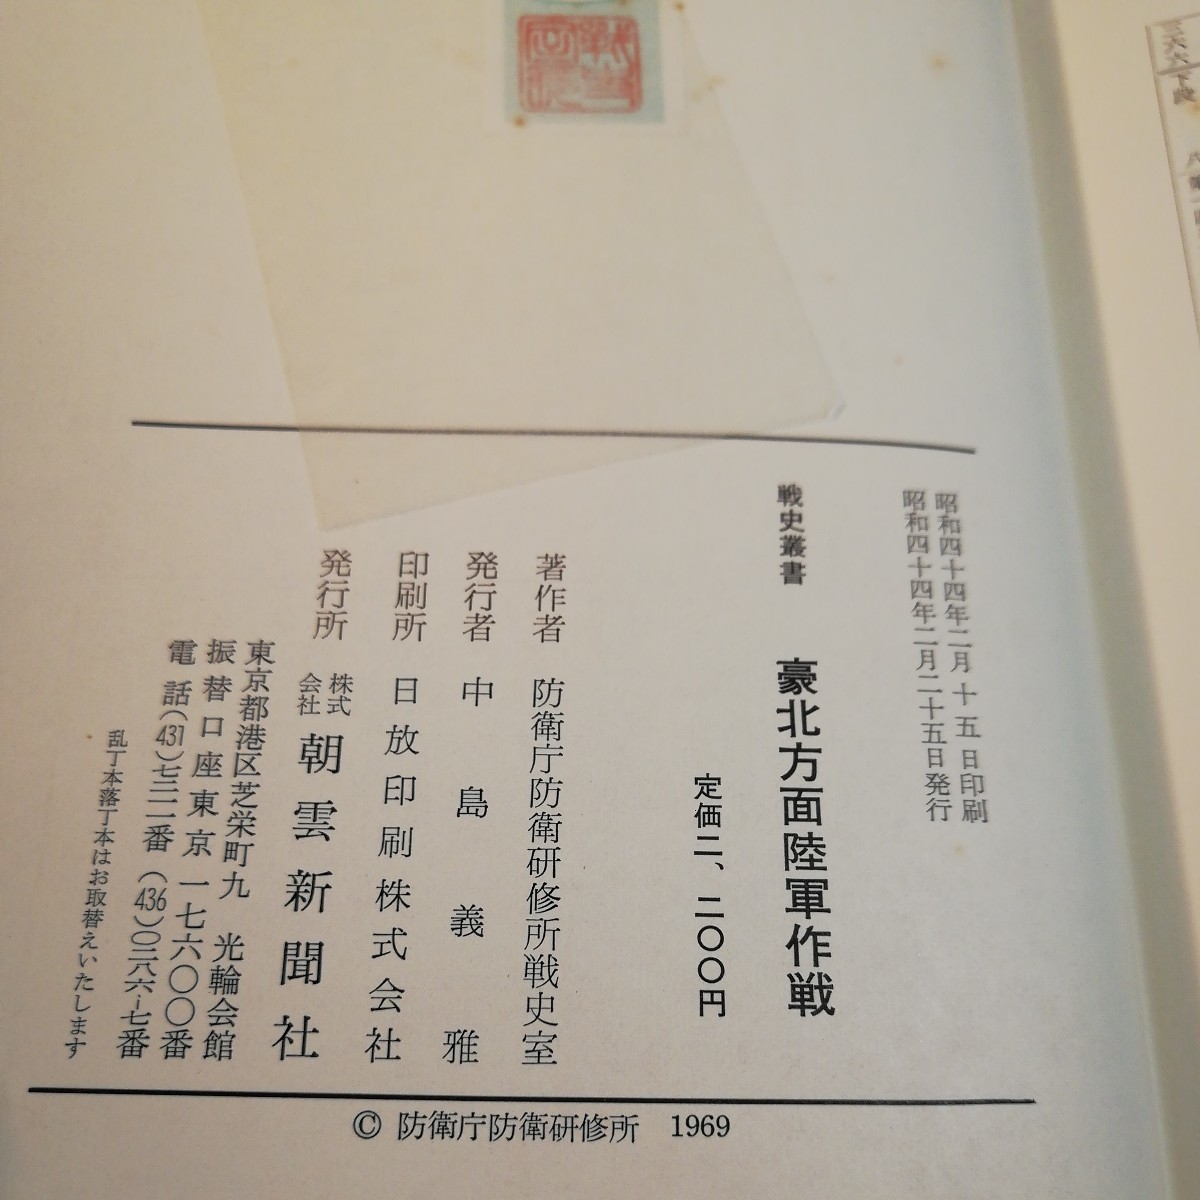 昭和四十四年二月十五日印刷
昭和四十四年二月二十五日発行
戦史叢書 豪北方面陸軍作戦
定価二、二〇〇円
著作者 防衛庁防衛研修所戦史室
発行者 中島義雅
印刷所 日放印刷株式会社
発行所 株式会社 朝雲新聞社
東京都港区芝栄町九 光輪会館
振替口座東京一七六〇〇番
電話(431)七三二一番(436)〇二六六-七番
乱丁本落丁本はお取替えいたします
© 防衛庁防衛研修所 1969